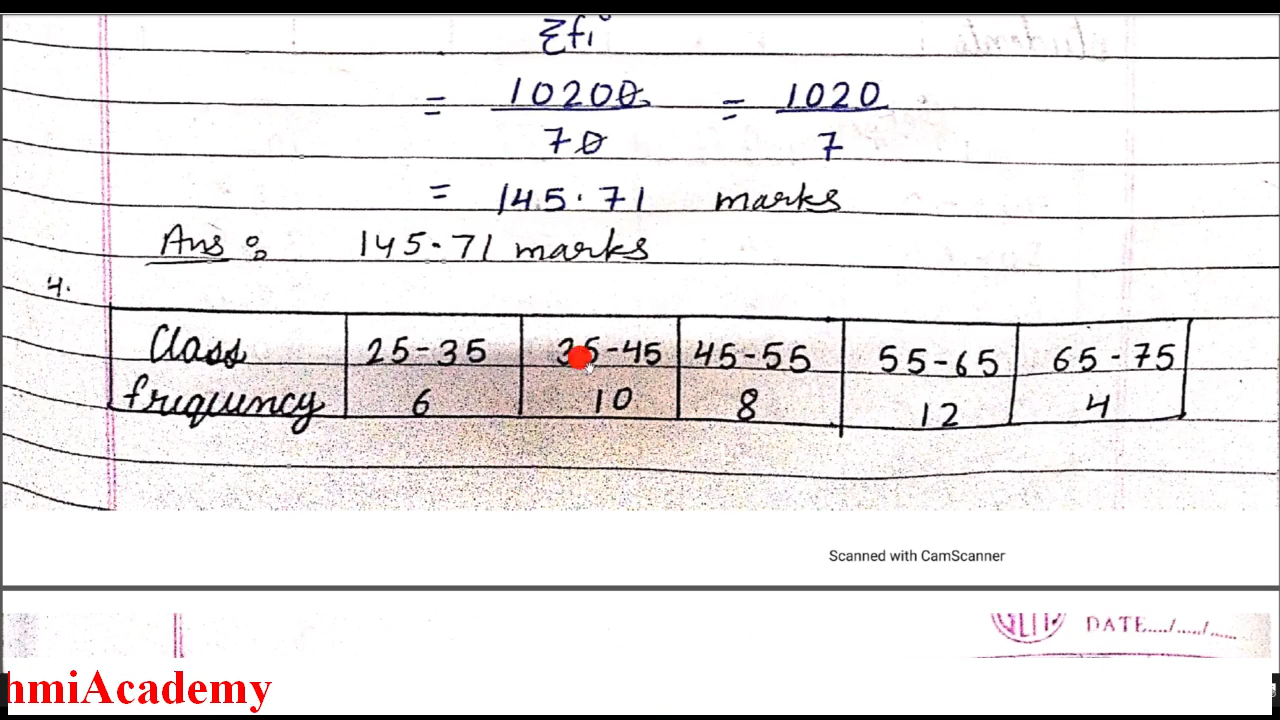 Σfi
= 10200 / 70 = 1020 / 7
= 145.71 marks
Ans : 145.71 marks
4.
Class 25-35 35-45 45-55 55-65 65-75
frequency 6 10 8 12 4
Scanned with CamScanner
DATE..../...../.....
hmiAcademy